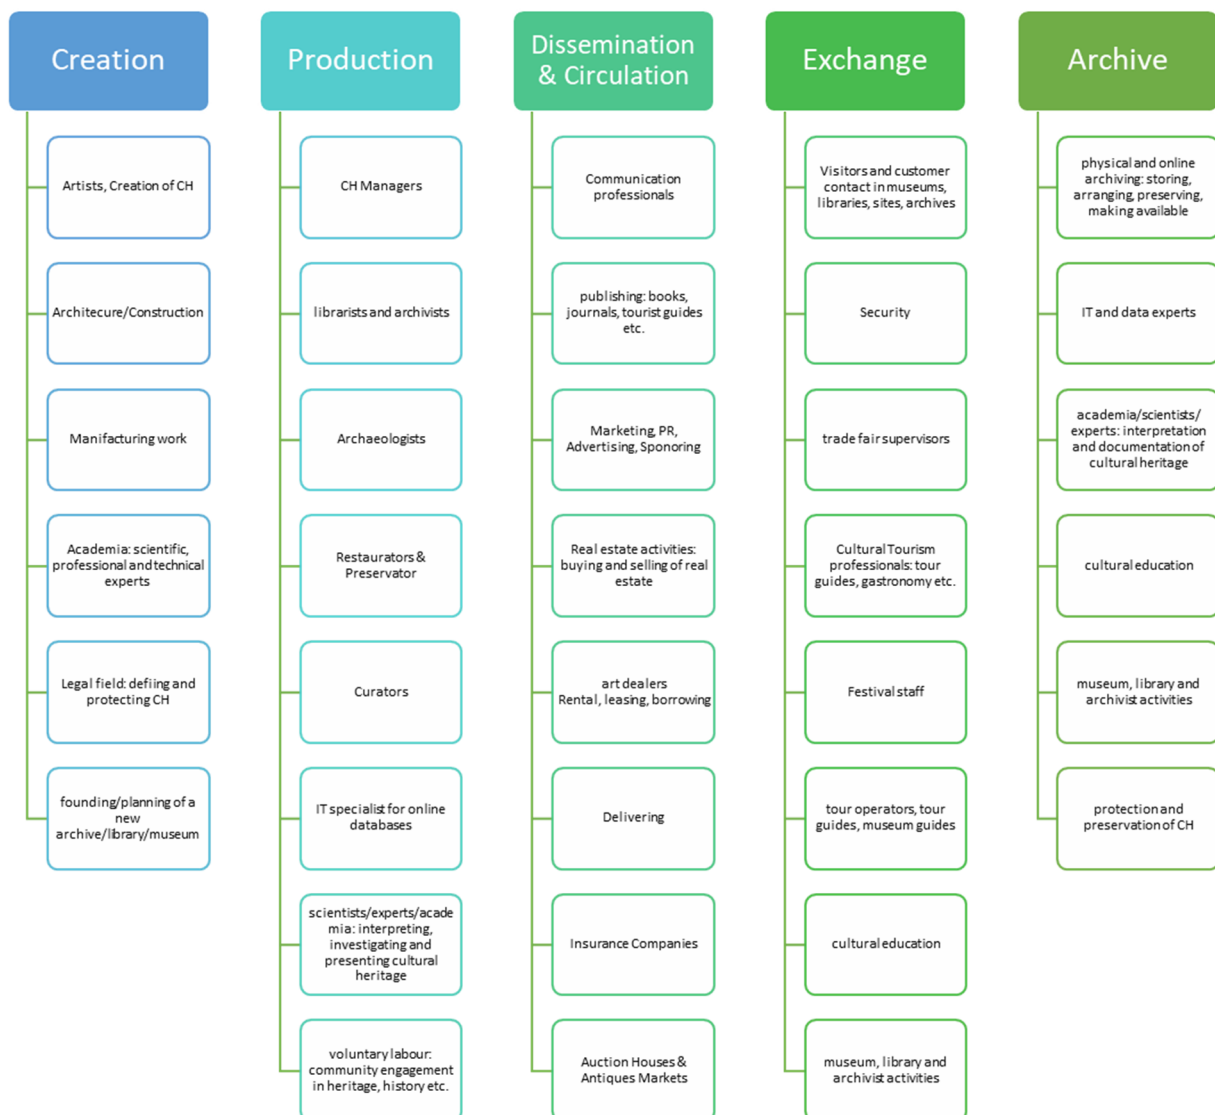 Creation
Artists, Creation of CH
Architecure/Construction
Manifacturing work
Academia: scientific,
professional and technical
experts
Legal field: defiing and
protecting CH
founding/planning of a
new
archive/library/museum
Production
CH Managers
librarists and archivists
Archaeologists
Restaurators &
Preservator
Curators
IT specialist for online
databases
scientists/experts/acade
mia: interpreting,
investigating and
presenting cultural
heritage
voluntary labour:
community engagement
in heritage, history etc.
Dissemination
& Circulation
Communication
professionals
publishing: books,
journals, tourist guides
etc.
Marketing, PR,
Advertising, Sponoring
Real estate activities:
buying and selling of real
estate
art dealers
Rental, leasing, borrowing
Delivering
Insurance Companies
Auction Houses &
Antiques Markets
Exchange
Visitors and customer
contact in museums,
libraries, sites, archives
Security
trade fair supervisors
Cultural Tourism
professionals: tour
guides, gastronomy etc.
Festival staff
tour operators, tour
guides, museum guides
cultural education
museum, library and
archivist activities
Archive
physical and online
archiving: storing,
arranging, preserving,
making available
IT and data experts
academia/scientists/
experts: interpretation
and documentation of
cultural heritage
cultural education
museum, library and
archivist activities
protection and
preservation of CH